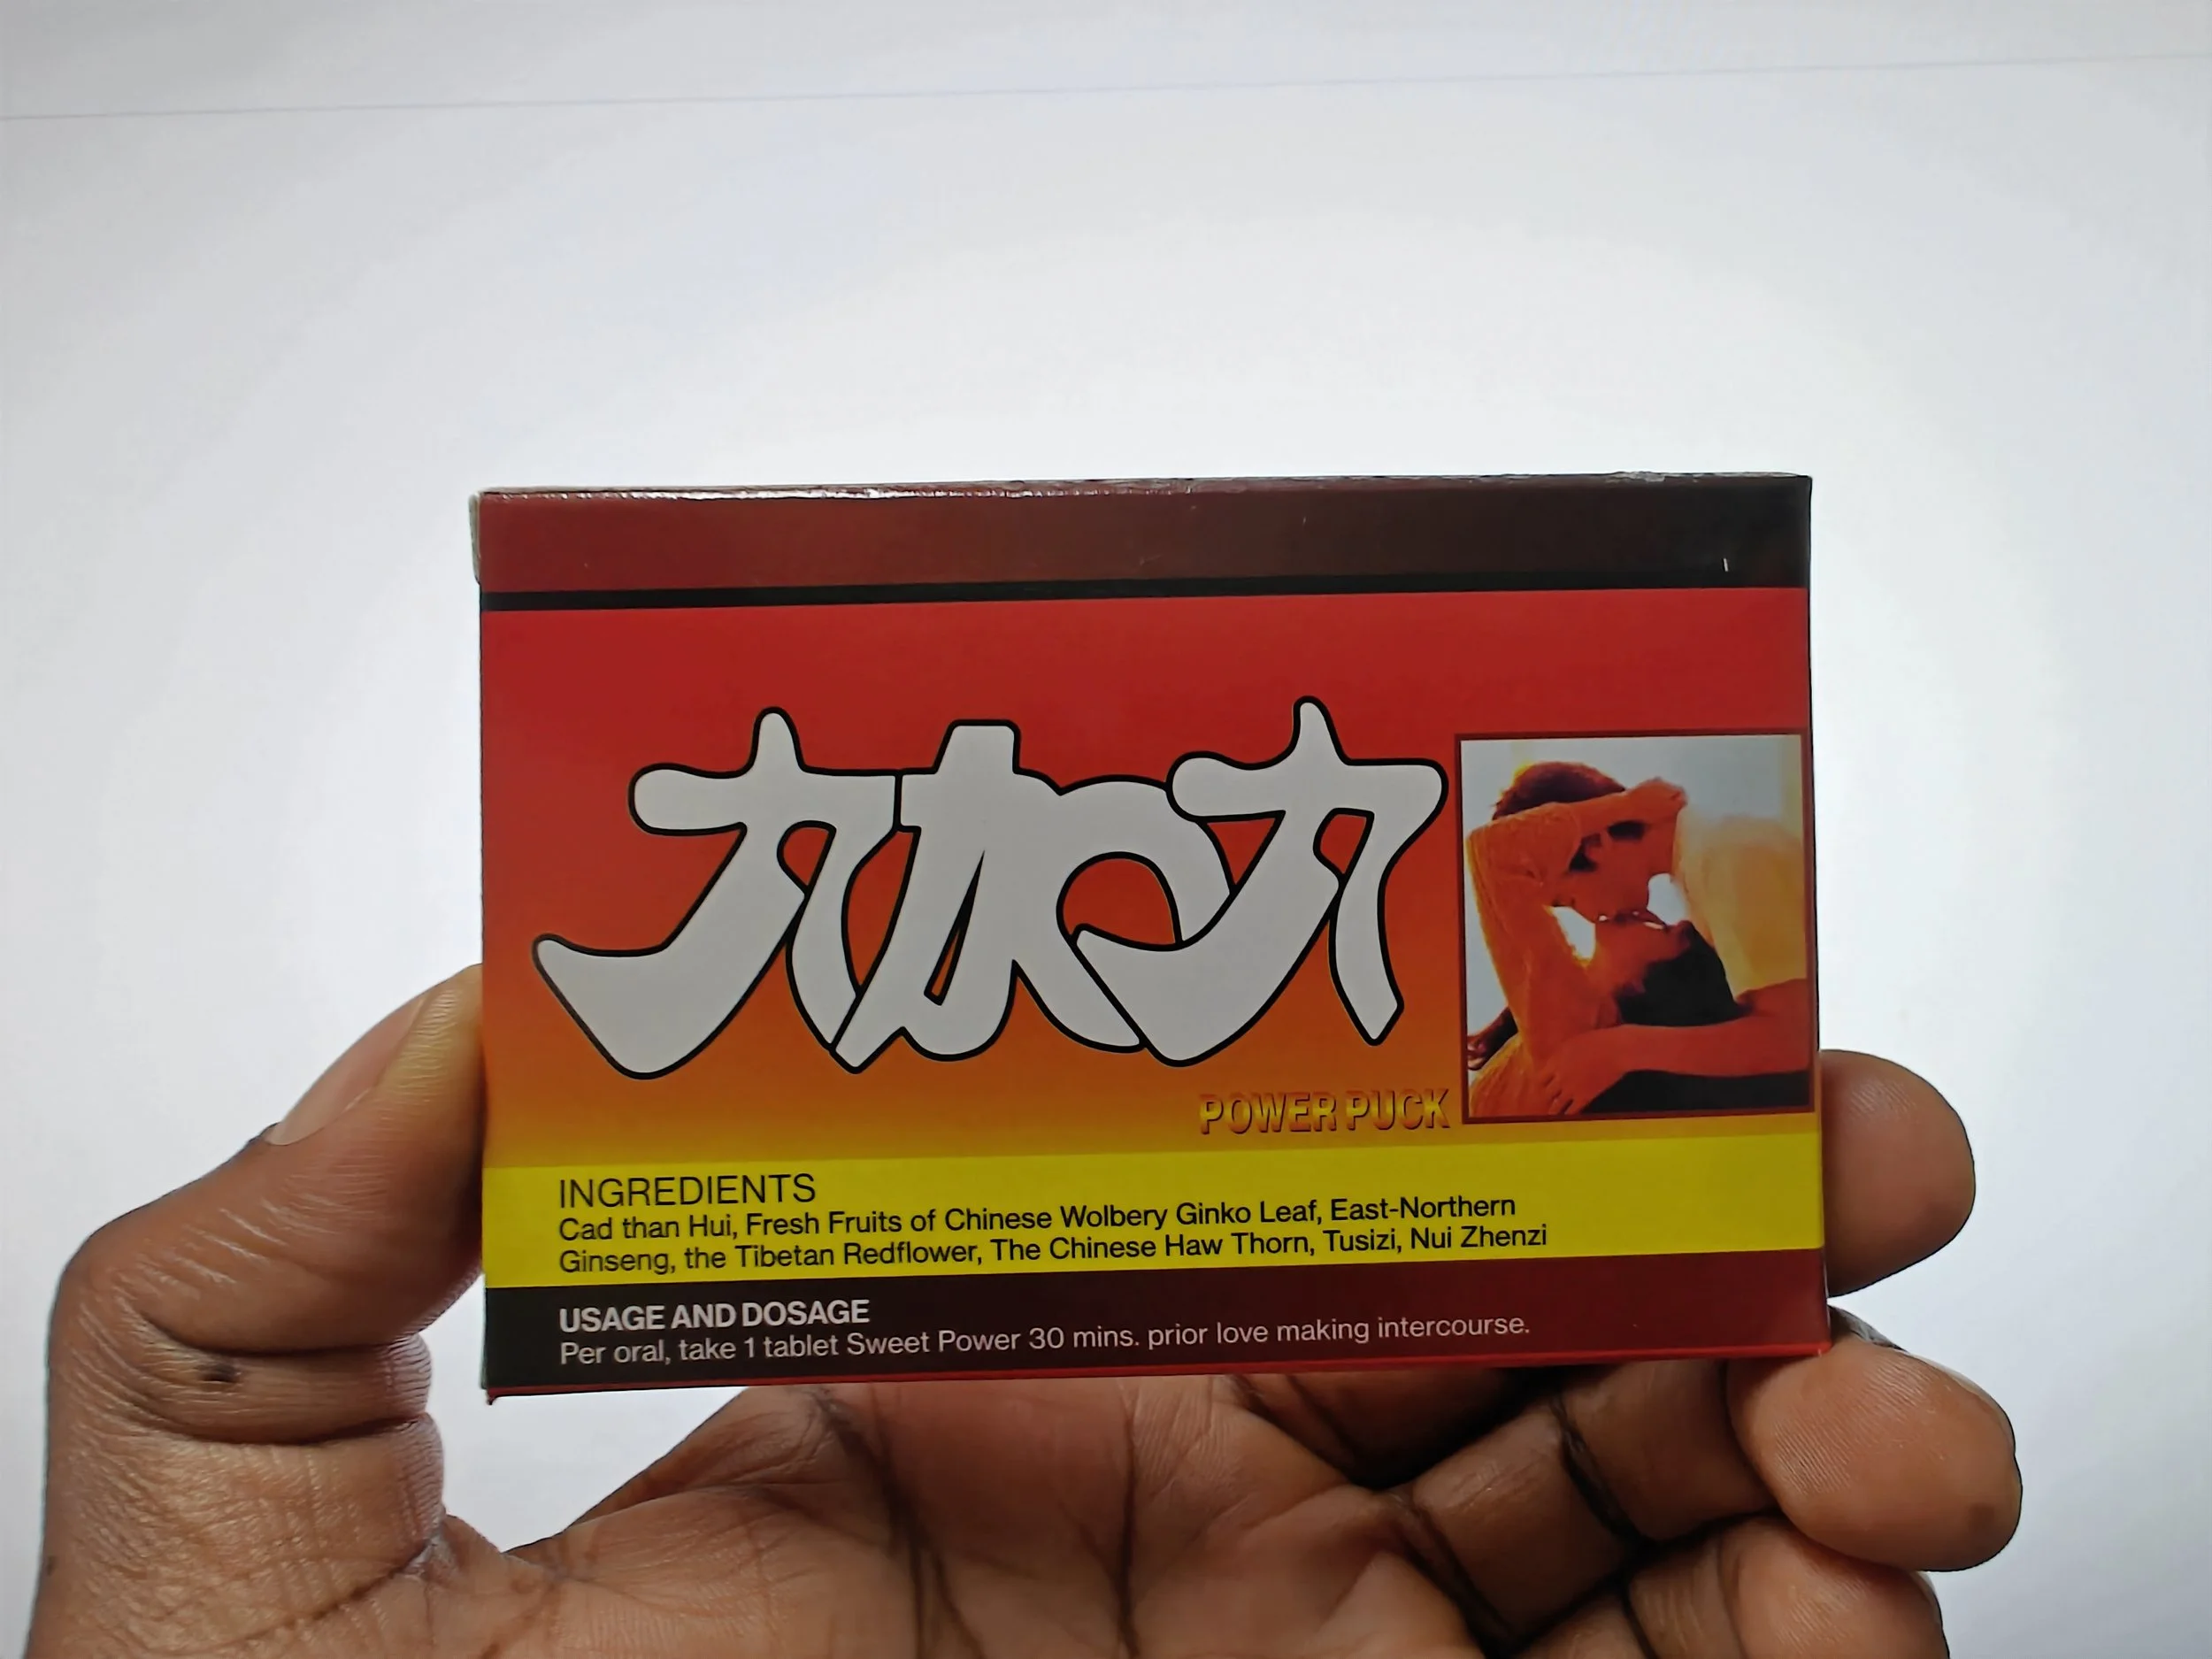 POWER PUCK
INGREDIENTS
Cad than Hui, Fresh Fruits of Chinese Wolbery Ginko Leaf, East-Northern
Ginseng, the Tibetan Redflower, The Chinese Haw Thorn, Tusizi, Nui Zhenzi
USAGE AND DOSAGE
Per oral, take 1 tablet Sweet Power 30 mins. prior love making intercourse.